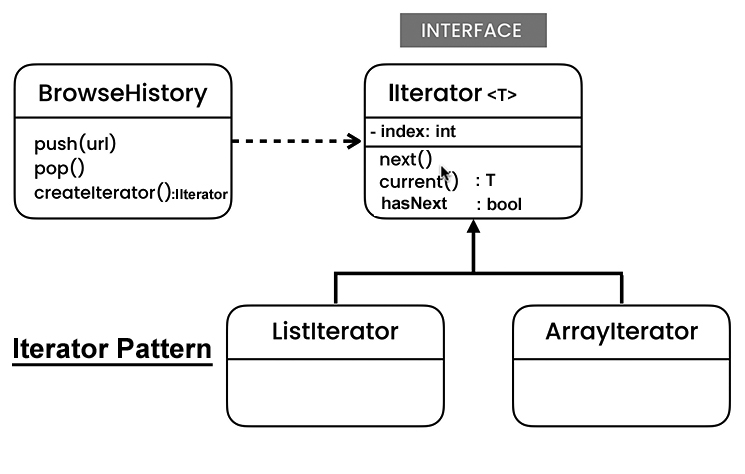 INTERFACE
BrowseHistory
push(url)
pop()
createIterator():IIterator
IIterator <T>
- index: int
next()
current() : T
hasNext : bool
Iterator Pattern
ListIterator
ArrayIterator